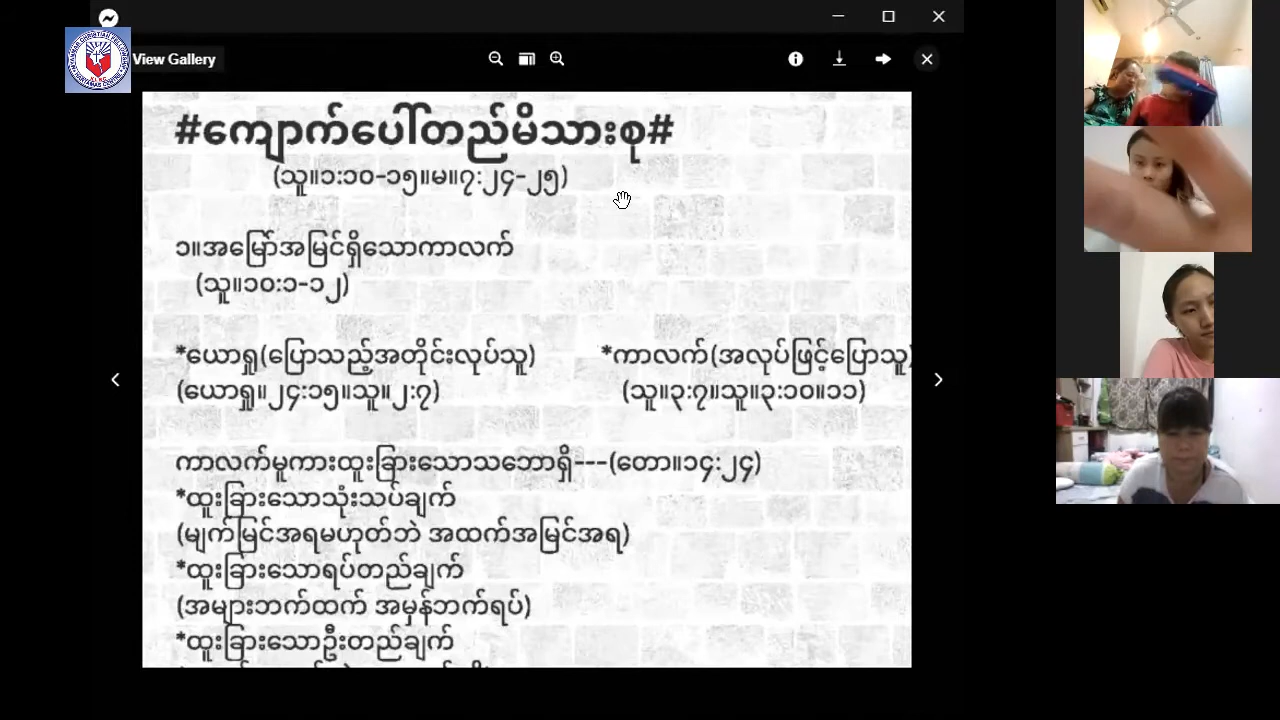 View Gallery
#ကျောက်ပေါ်တည်မိသားစု#
(သူ။၁:၁၀-၁၅။မ။၇:၂၄-၂၅)
၁။အမြော်အမြင်ရှိသောကာလက်
(သူ။၁၀:၁-၁၂)
*ယောရှု(ပြောသည့်အတိုင်းလုပ်သူ) *ကာလက်(အလုပ်ဖြင့်ပြောသူ)
(ယောရှု။၂၄:၁၅။သူ။၂:၇) (သူ။၃:၇။သူ။၃:၁၀။၁၁)
ကာလက်မူကားထူးခြားသောသဘောရှိ---(တော။၁၄:၂၄)
*ထူးခြားသောသုံးသပ်ချက်
(မျက်မြင်အရမဟုတ်ဘဲ အထက်အမြင်အရ)
*ထူးခြားသောရပ်တည်ချက်
(အများဘက်ထက် အမှန်ဘက်ရပ်)
*ထူးခြားသောဦးတည်ချက်